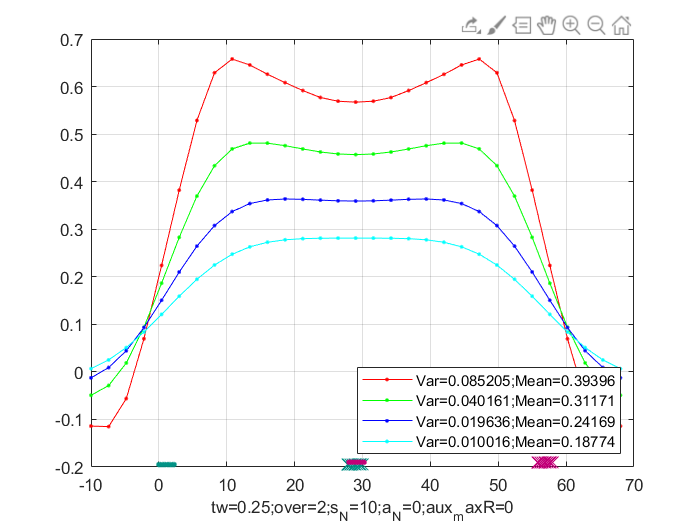 0.7
0.6
0.5
0.4
0.3
0.2
0.1
0
-0.1
-0.2
Var=0.085205;Mean=0.39396
Var=0.040161;Mean=0.31171
Var=0.019636;Mean=0.24169
Var=0.010016;Mean=0.18774
-10 0 10 20 30 40 50 60 70
tw=0.25;over=2;s_N=10;a_N=0;aux_maxR=0